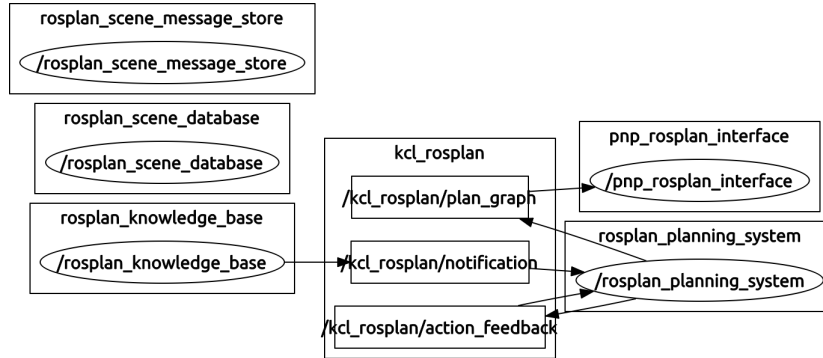 rosplan_scene_message_store
/rosplan_scene_message_store
rosplan_scene_database
/rosplan_scene_database
rosplan_knowledge_base
/rosplan_knowledge_base
kcl_rosplan
/kcl_rosplan/plan_graph
/kcl_rosplan/notification
/kcl_rosplan/action_feedback
pnp_rosplan_interface
/pnp_rosplan_interface
rosplan_planning_system
/rosplan_planning_system